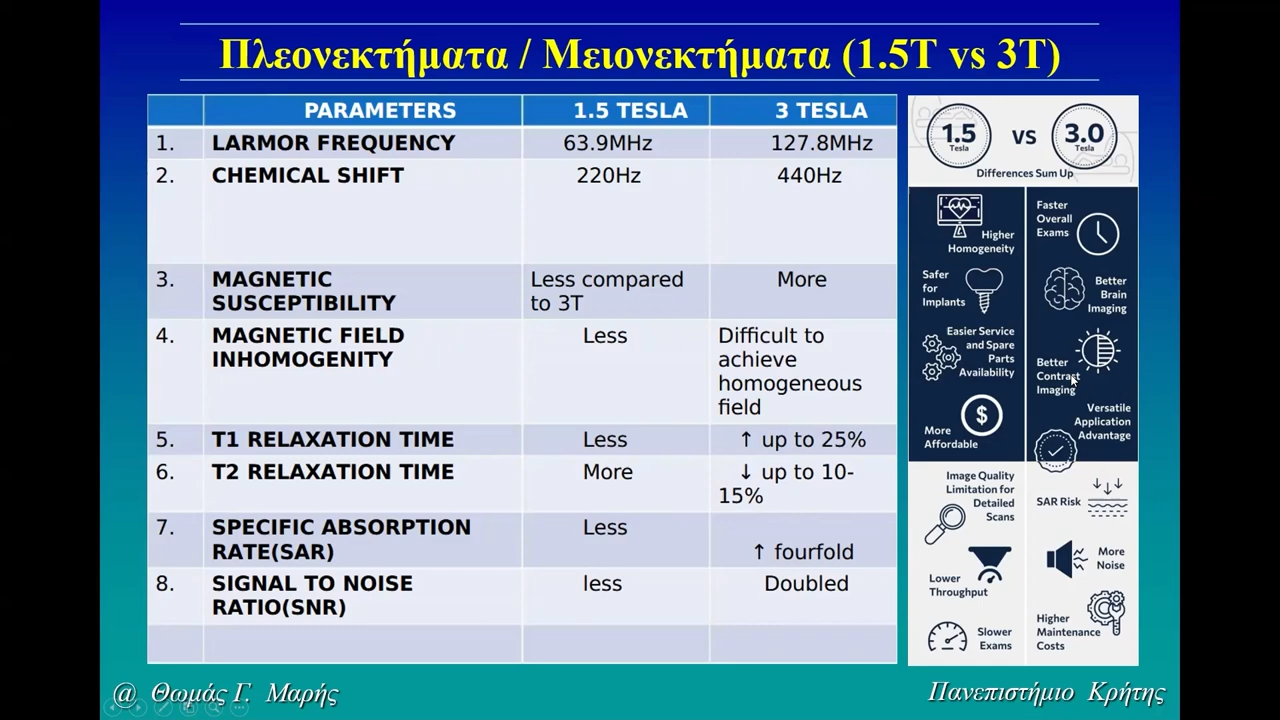 Πλεονεκτήματα / Μειονεκτήματα (1.5T vs 3T)
PARAMETERS 1.5 TESLA 3 TESLA
1. LARMOR FREQUENCY 63.9MHz 127.8MHz
2. CHEMICAL SHIFT 220Hz 440Hz
3. MAGNETIC SUSCEPTIBILITY Less compared to 3T More
4. MAGNETIC FIELD INHOMOGENITY Less Difficult to achieve homogeneous field
5. T1 RELAXATION TIME Less ↑ up to 25%
6. T2 RELAXATION TIME More ↓ up to 10-15%
7. SPECIFIC ABSORPTION RATE(SAR) Less ↑ fourfold
8. SIGNAL TO NOISE RATIO(SNR) less Doubled
1.5 Tesla VS 3.0 Tesla
Differences Sum Up
Higher
Homogeneity
Safer
for
Implants
Easier Service
and Spare
Parts
Availability
$
More
Affordable
Faster
Overall
Exams
Better
Brain
Imaging
Better
Contrast
Imaging
Versatile
Application
Advantage
Image Quality
Limitation for
Detailed
Scans
Lower
Throughput
Slower
Exams
SAR Risk
More
Noise
Higher
Maintenance
Costs
@ Θωμάς Γ. Μαρής
Πανεπιστήμιο Κρήτης